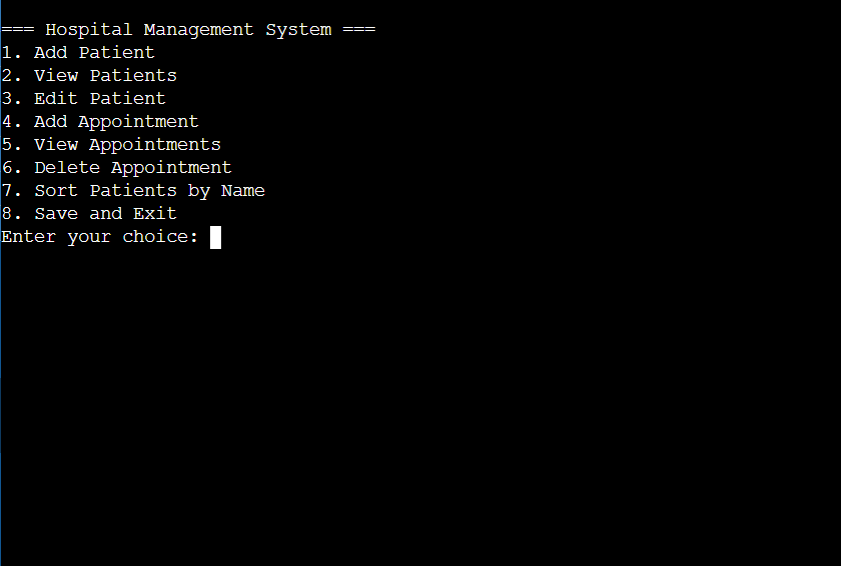 === Hospital Management System ===
1. Add Patient
2. View Patients
3. Edit Patient
4. Add Appointment
5. View Appointments
6. Delete Appointment
7. Sort Patients by Name
8. Save and Exit
Enter your choice: